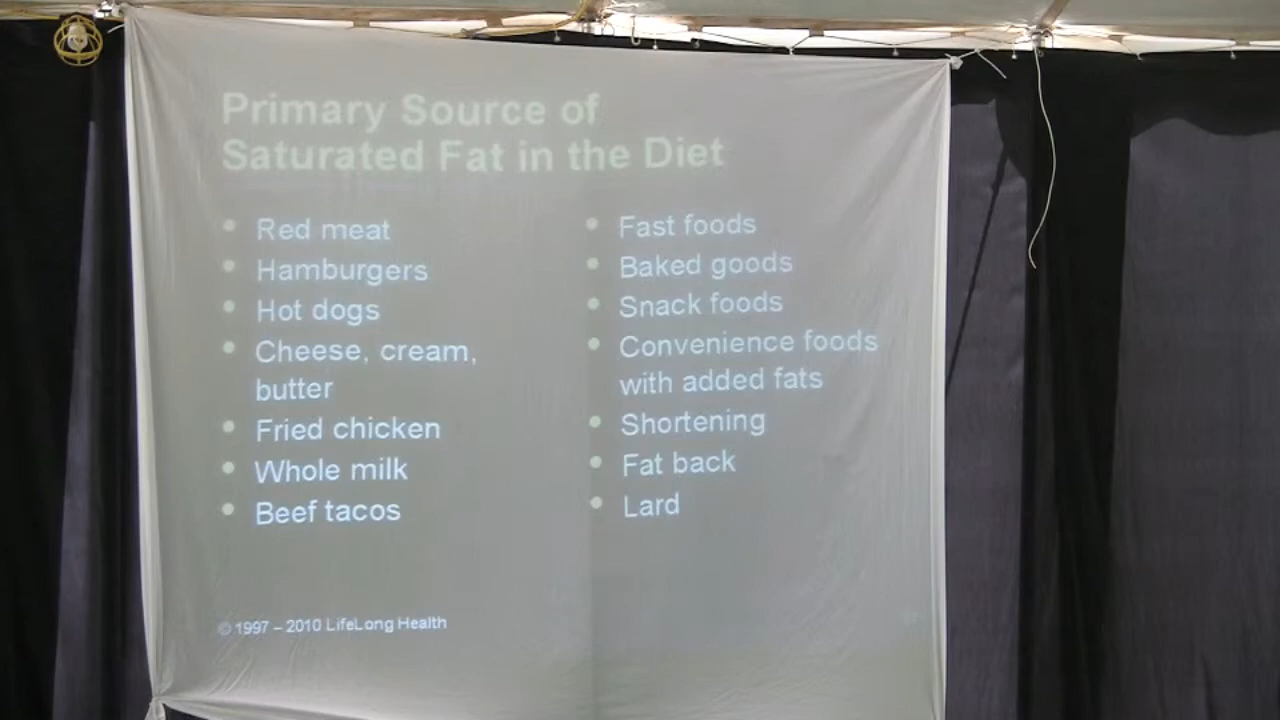 Primary Source of
Saturated Fat in the Diet
Red meat
Hamburgers
Hot dogs
Cheese, cream,
butter
Fried chicken
Whole milk
Beef tacos
Fast foods
Baked goods
Snack foods
Convenience foods
with added fats
Shortening
Fat back
Lard
© 1997 – 2010 LifeLong Health